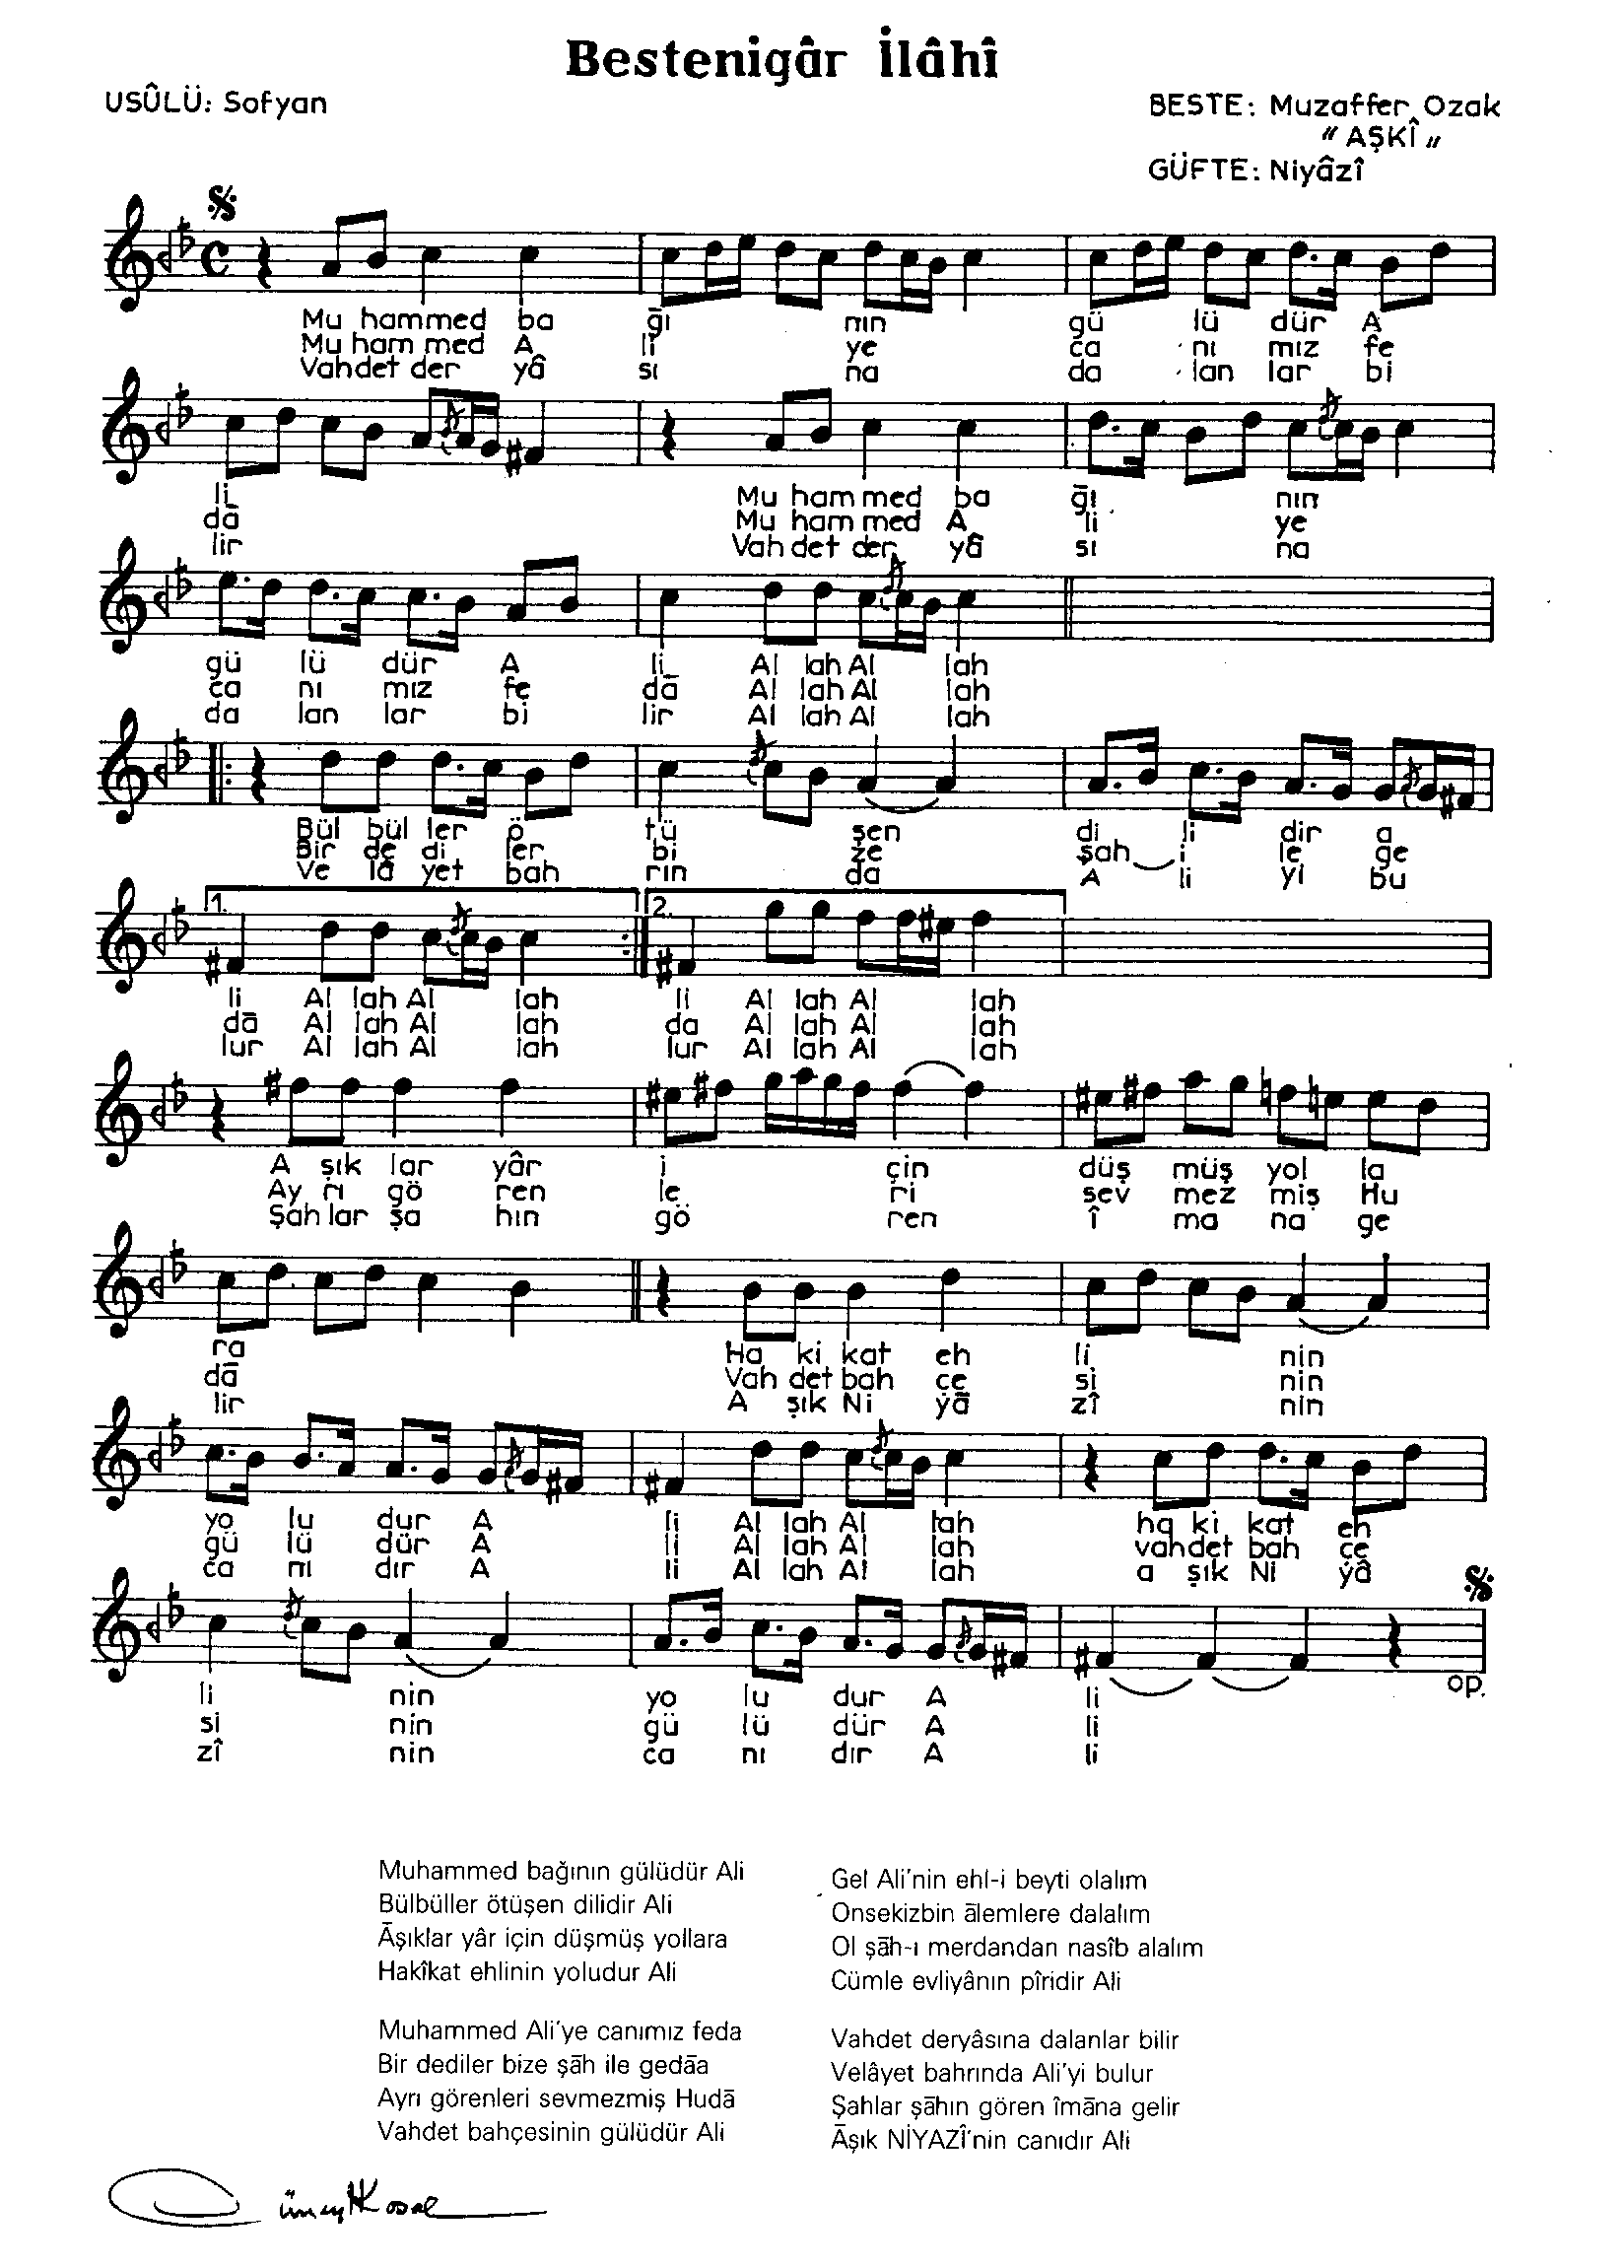 Bestenigâr İlâhî
USÛLÜ: Sofyan
BESTE: Muzaffer Ozak
"AŞKÎ"
GÜFTE: Niyâzî
Mu hammed ba ğı nın gü lü dür A
Mu ham med A li ye ca nı mız fe
Vahdet der yâ sı na da lan lar bi
li Mu ham med ba ğı nın
dā Mu ham med A li ye
lir Vah det der yâ sı na
gü lü dür A li Al lah Al lah
ca nı mız fe dā Al lah Al lah
da lan lar bi lir Al lah Al lah
Bül bül ler ö tü şen di li dir a
Bir de di ler bi ze şah i le ge
Ve lâ yet bah rın da A li yi bu
1. 2.
li Al lah Al lah li Al lah Al lah
dā Al lah Al lah da Al lah Al lah
lur Al lah Al lah lur Al lah Al lah
A şık lar yâr i çin düş müş yol la
Ay rı gö ren le ri sev mez miş Hu
Şah lar şa hın gö ren î ma na ge
ra Ha ki kat eh li nin
dā Vah det bah çe si nin
lir A şık Ni yā zî nin
yo lu dur A li Al lah Al lah ha ki kat eh
gü lü dür A li Al lah Al lah vahdet bah çe
ca nı dır A li Al lah Al lah a şık Ni yâ
op.
li nin yo lu dur A li
si nin gü lü dür A li
zî nin ca nı dır A li
Muhammed bağının gülüdür Ali
Bülbüller ötüşen dilidir Ali
Āşıklar yâr için düşmüş yollara
Hakîkat ehlinin yoludur Ali
Muhammed Ali'ye canımız feda
Bir dediler bize şāh ile gedāa
Ayrı görenleri sevmezmiş Hudā
Vahdet bahçesinin gülüdür Ali
Gel Ali'nin ehl-i beyti olalım
Onsekizbin ālemlere dalalım
Ol şāh-ı merdandan nasîb alalım
Cümle evliyânın pîridir Ali
Vahdet deryâsına dalanlar bilir
Velâyet bahrında Ali'yi bulur
Şahlar şāhın gören îmāna gelir
Āşık NİYAZÎ'nin canıdır Ali